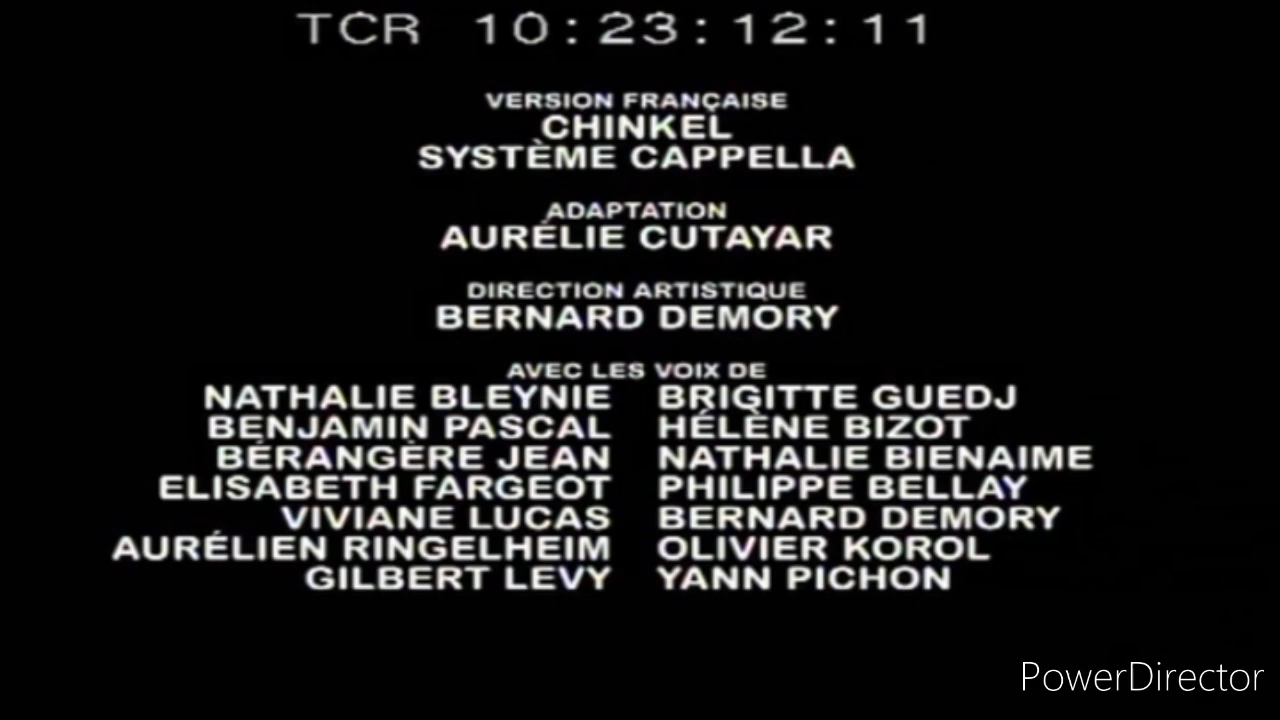 TCR 10:23:12:11
VERSION FRANÇAISE
CHINKEL
SYSTÈME CAPPELLA
ADAPTATION
AURÉLIE CUTAYAR
DIRECTION ARTISTIQUE
BERNARD DEMORY
AVEC LES VOIX DE
NATHALIE BLEYNIE BRIGITTE GUEDJ
BENJAMIN PASCAL HÉLÈNE BIZOT
BÉRANGÈRE JEAN NATHALIE BIENAIME
ELISABETH FARGEOT PHILIPPE BELLAY
VIVIANE LUCAS BERNARD DEMORY
AURÉLIEN RINGELHEIM OLIVIER KOROL
GILBERT LEVY YANN PICHON
PowerDirector